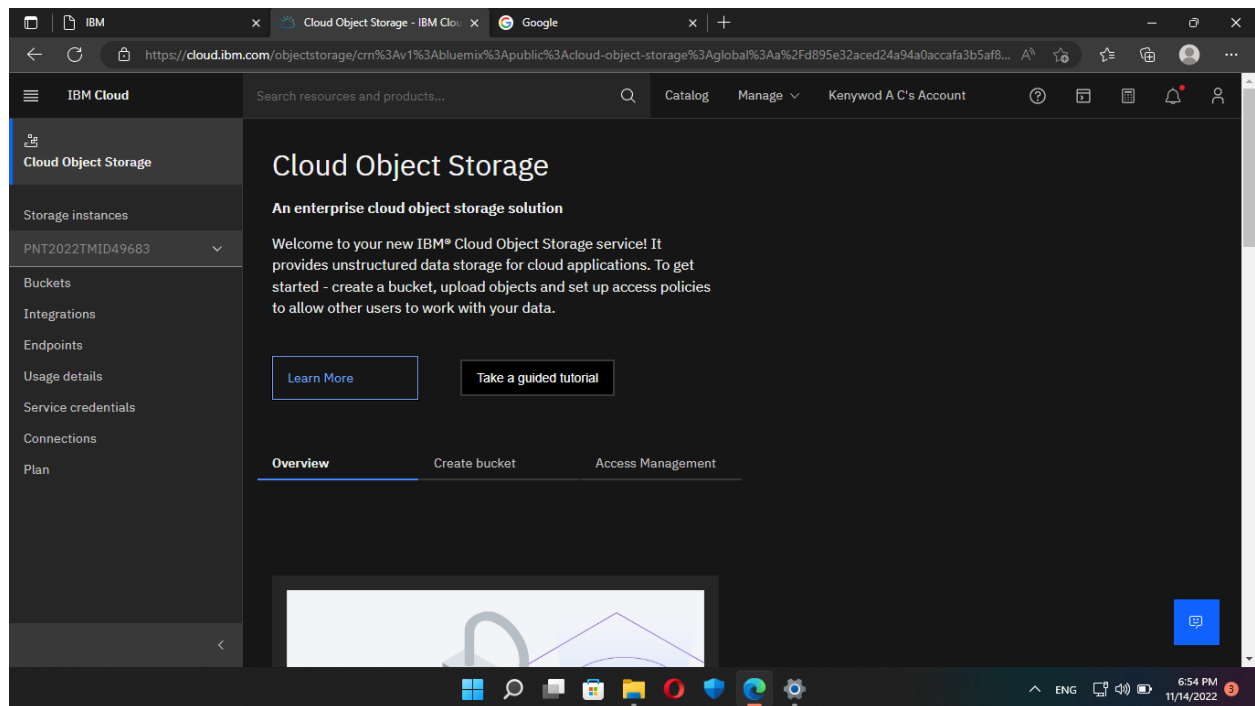 IBM
Cloud Object Storage - IBM Clou
Google
https://cloud.ibm.com/objectstorage/crn%3Av1%3Abluemix%3Apublic%3Acloud-object-storage%3Aglobal%3Aa%2Fd895e32aced24a94a0accafa3b5af8...
IBM Cloud
Search resources and products...
Catalog
Manage
Kenywod A C's Account
Cloud Object Storage
Storage instances
PNT2022TMID49683
Buckets
Integrations
Endpoints
Usage details
Service credentials
Connections
Plan
Cloud Object Storage
An enterprise cloud object storage solution
Welcome to your new IBM® Cloud Object Storage service! It
provides unstructured data storage for cloud applications. To get
started - create a bucket, upload objects and set up access policies
to allow other users to work with your data.
Learn More
Take a guided tutorial
Overview
Create bucket
Access Management
ENG
6:54 PM
11/14/2022
3